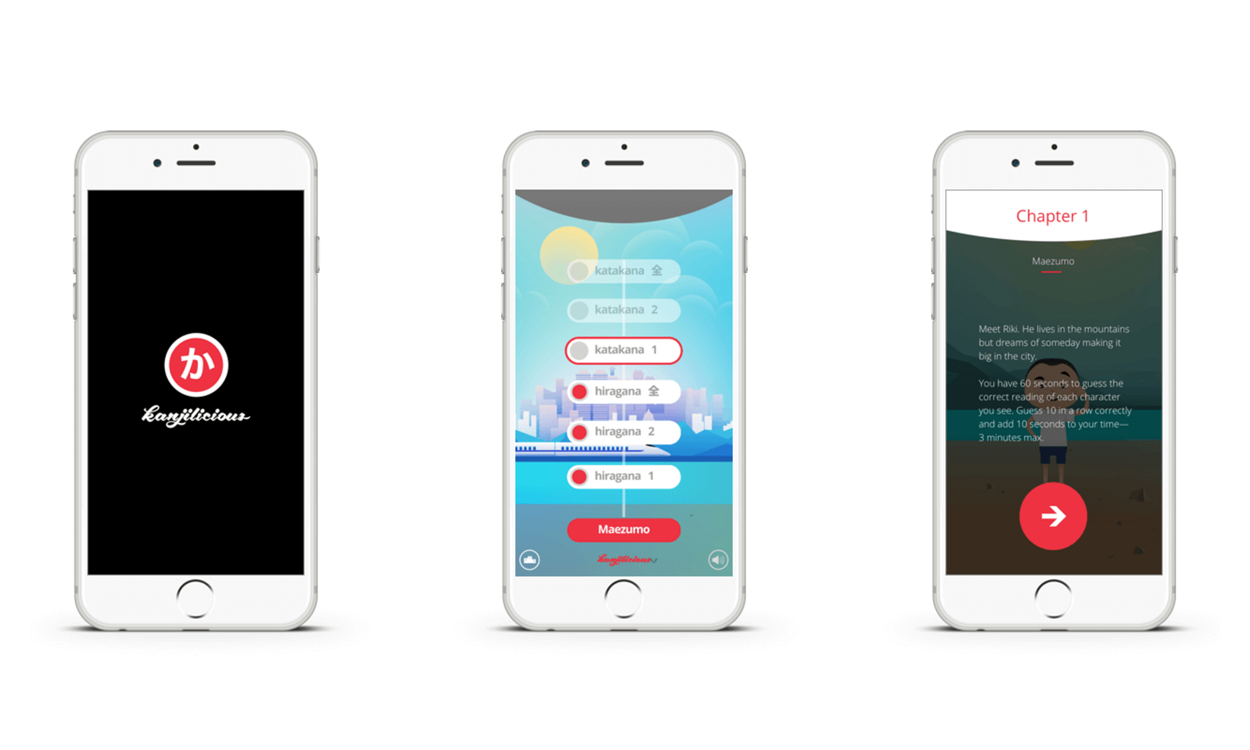 か
kanjilicious
katakana 全
katakana 2
katakana 1
hiragana 全
hiragana 2
hiragana 1
Maezumo
kanjilicious
Chapter 1
Maezumo
Meet Riki. He lives in the mountains
but dreams of someday making it
big in the city.
You have 60 seconds to guess the
correct reading of each character
you see. Guess 10 in a row correctly
and add 10 seconds to your time—
3 minutes max.